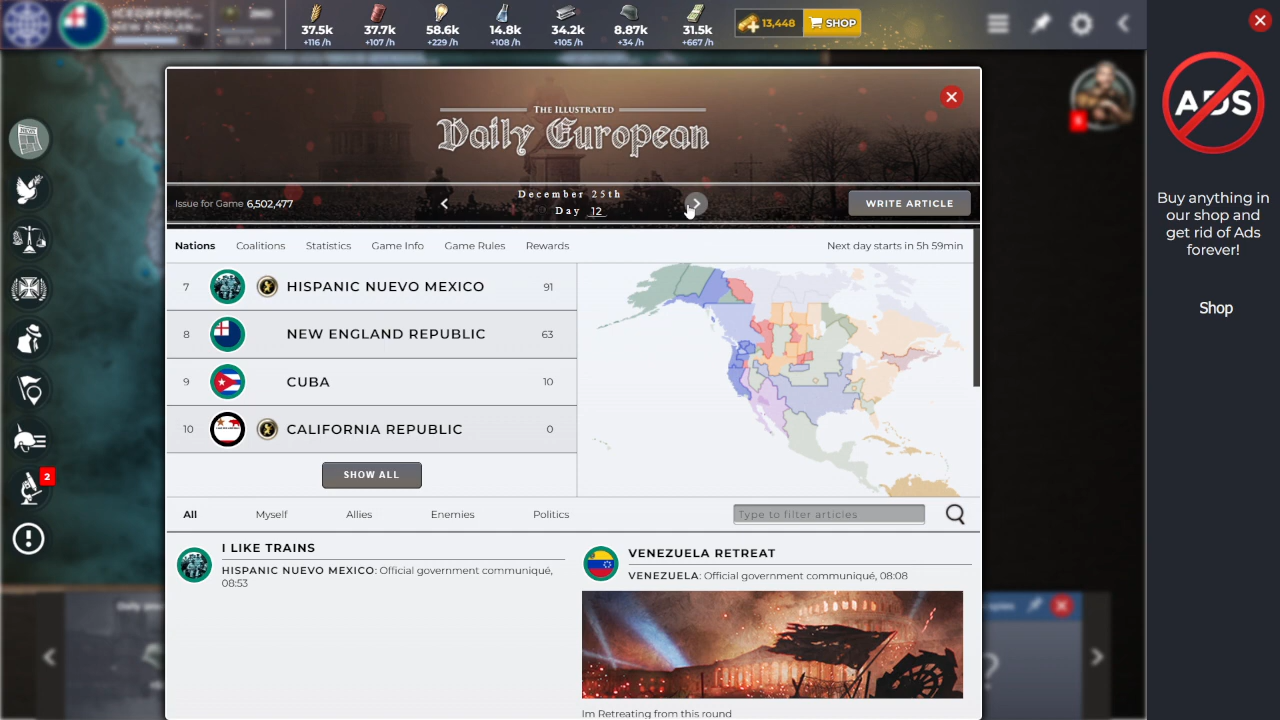 37.5k 37.7k 58.6k 14.8k 34.2k 8.87k 31.5k
+116 /h +107 /h +229 /h +108 /h +105 /h +34 /h +667 /h
13,448 SHOP
ADS
Buy anything in
our shop and
get rid of Ads
forever!
Shop
THE ILLUSTRATED
Daily European
December 25th
Issue for Game 6,502,477
Day 12
WRITE ARTICLE
Nations Coalitions Statistics Game Info Game Rules Rewards Next day starts in 5h 59min
7 HISPANIC NUEVO MEXICO 91
8 NEW ENGLAND REPUBLIC 63
9 CUBA 10
10 CALIFORNIA REPUBLIC 0
SHOW ALL
2
All Myself Allies Enemies Politics Type to filter articles
I LIKE TRAINS
HISPANIC NUEVO MEXICO: Official government communiqué,
08:53
VENEZUELA RETREAT
VENEZUELA: Official government communiqué, 08:08
Im Retreating from this round